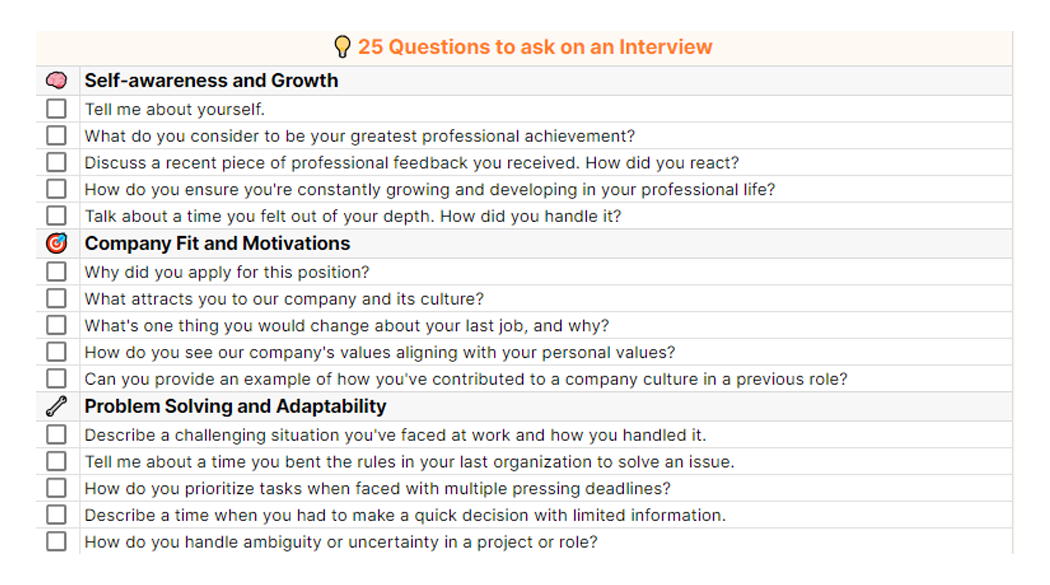 25 Questions to ask on an Interview
Self-awareness and Growth
Tell me about yourself.
What do you consider to be your greatest professional achievement?
Discuss a recent piece of professional feedback you received. How did you react?
How do you ensure you're constantly growing and developing in your professional life?
Talk about a time you felt out of your depth. How did you handle it?
Company Fit and Motivations
Why did you apply for this position?
What attracts you to our company and its culture?
What's one thing you would change about your last job, and why?
How do you see our company's values aligning with your personal values?
Can you provide an example of how you've contributed to a company culture in a previous role?
Problem Solving and Adaptability
Describe a challenging situation you've faced at work and how you handled it.
Tell me about a time you bent the rules in your last organization to solve an issue.
How do you prioritize tasks when faced with multiple pressing deadlines?
Describe a time when you had to make a quick decision with limited information.
How do you handle ambiguity or uncertainty in a project or role?